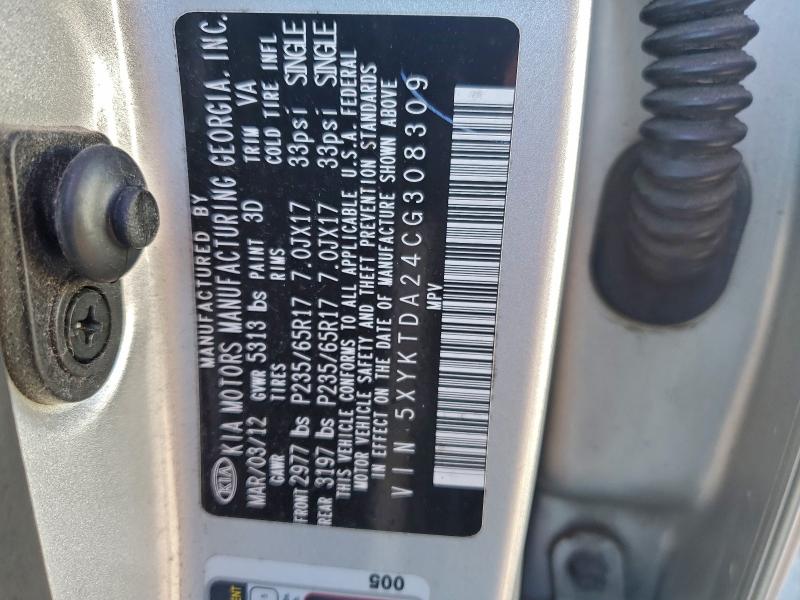 MANUFACTURED BY
KIA KIA MOTORS MANUFACTURING GEORGIA, INC.
MAR/03/12 GVWR 5313 lbs PAINT 3D TRIM VA
GAWR TIRES RIMS COLD TIRE INFL
FRONT 2977 lbs P235/65R17 7.0JX17 33psi SINGLE
REAR 3197 lbs P235/65R17 7.0JX17 33psi SINGLE
THIS VEHICLE CONFORMS TO ALL APPLICABLE U.S.A. FEDERAL
MOTOR VEHICLE SAFETY AND THEFT PREVENTION STANDARDS
IN EFFECT ON THE DATE OF MANUFACTURE SHOWN ABOVE
VIN 5XYKTDA24CG308309
MPV
005